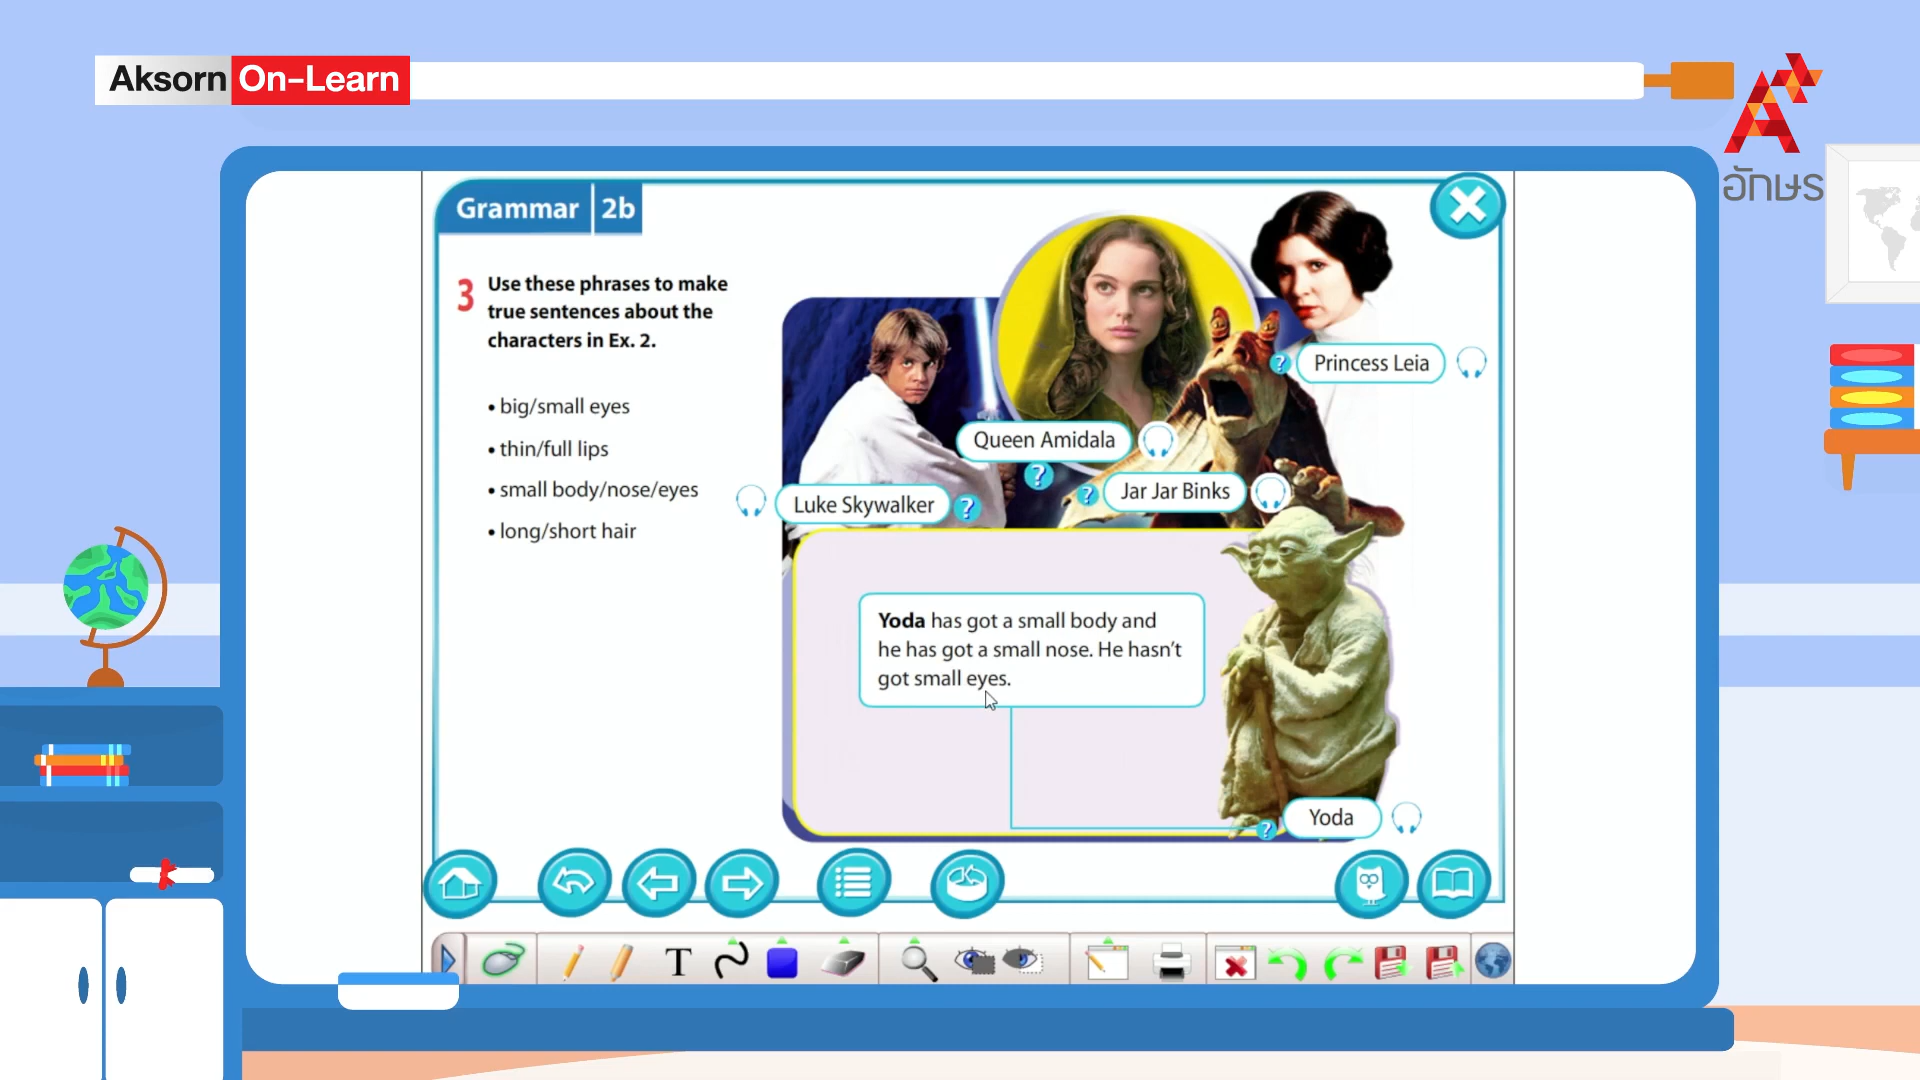 Aksorn On-Learn
อักษร
Grammar 2b
3 Use these phrases to make
true sentences about the
characters in Ex. 2.
• big/small eyes
• thin/full lips
• small body/nose/eyes
• long/short hair
Princess Leia
?
Queen Amidala
?
Jar Jar Binks
?
Luke Skywalker
?
Yoda has got a small body and
he has got a small nose. He hasn't
got small eyes.
Yoda
?
T